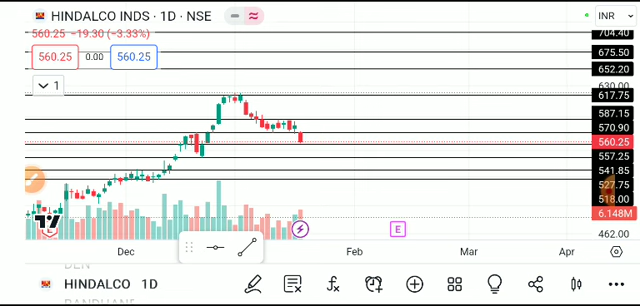 HINDALCO INDS · 1D · NSE
INR
560.25 −19.30 (−3.33%)
560.25 0.00 560.25
1
704.40
675.50
652.20
630.00
617.75
587.15
570.90
560.25
557.25
541.85
527.75
518.00
6.148M
462.00
Dec Feb Mar Apr
HINDALCO 1D